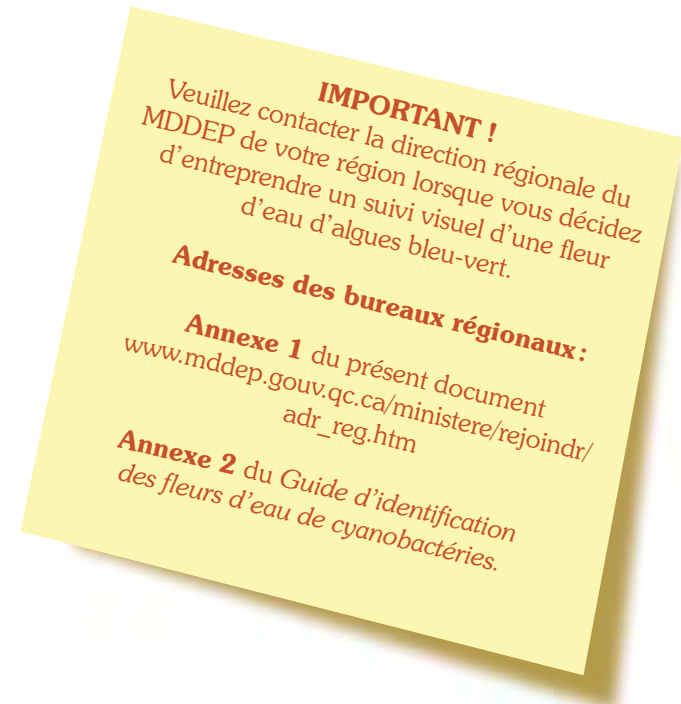 IMPORTANT !
Veuillez contacter la direction régionale du
MDDEP de votre région lorsque vous décidez
d'entreprendre un suivi visuel d'une fleur
d'eau d'algues bleu-vert.
Adresses des bureaux régionaux :
Annexe 1 du présent document
www.mddep.gouv.qc.ca/ministere/rejoindr/
adr_reg.htm
Annexe 2 du Guide d'identification
des fleurs d'eau de cyanobactéries.